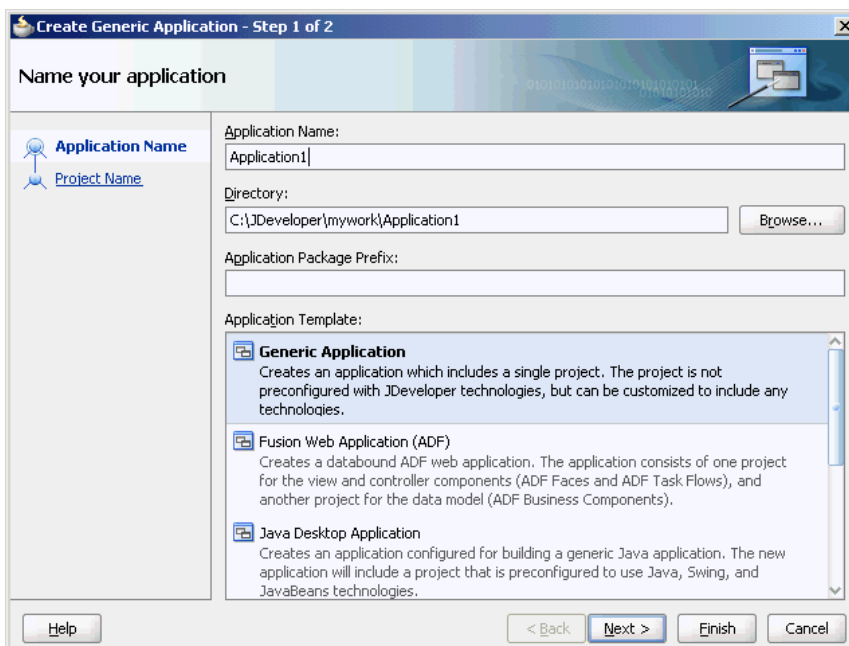 Create Generic Application - Step 1 of 2
Name your application
Application Name
Project Name
Application Name:
Application1
Directory:
C:\JDeveloper\mywork\Application1
Browse...
Application Package Prefix:
Application Template:
Generic Application
Creates an application which includes a single project. The project is not
preconfigured with JDeveloper technologies, but can be customized to include any
technologies.
Fusion Web Application (ADF)
Creates a databound ADF web application. The application consists of one project
for the view and controller components (ADF Faces and ADF Task Flows), and
another project for the data model (ADF Business Components).
Java Desktop Application
Creates an application configured for building a generic Java application. The new
application will include a project that is preconfigured to use Java, Swing, and
JavaBeans technologies.
Help
< Back
Next >
Finish
Cancel